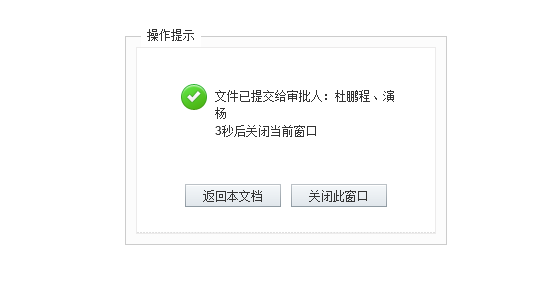 操作提示
文件已提交给审批人：杜鹏程、演
杨
3秒后关闭当前窗口
返回本文档
关闭此窗口